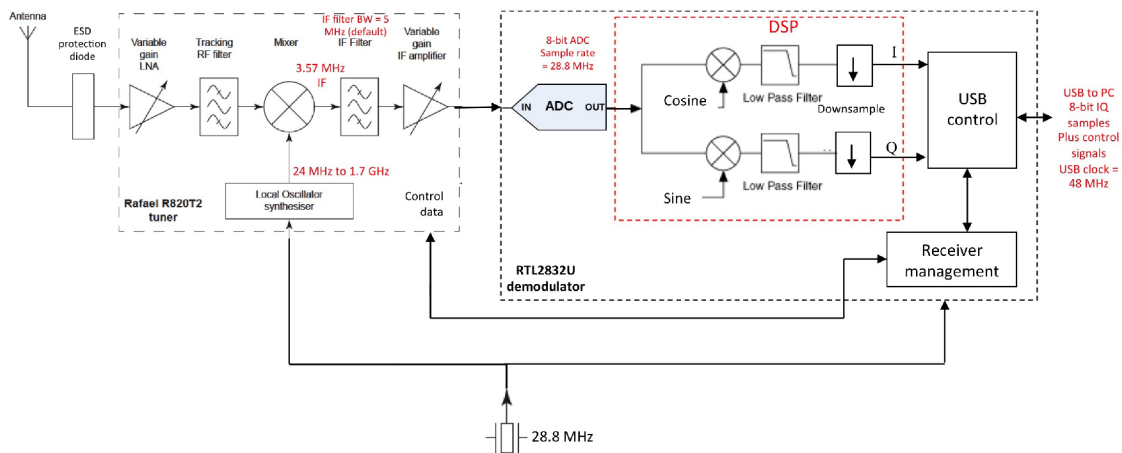 Antenna
ESD
protection
diode
Variable
gain
LNA
Tracking
RF filter
Mixer
IF filter BW = 5
MHz (default)
IF Filter
Variable
gain
IF amplifier
3.57 MHz
IF
24 MHz to 1.7 GHz
Local Oscillator
synthesiser
Rafael R820T2
tuner
Control
data
8-bit ADC
Sample rate
= 28.8 MHz
IN
ADC
OUT
DSP
Cosine
Low Pass Filter
Downsample
I
Sine
Low Pass Filter
Q
USB
control
USB to PC
8-bit IQ
samples
Plus control
signals
USB clock =
48 MHz
Receiver
management
RTL2832U
demodulator
28.8 MHz